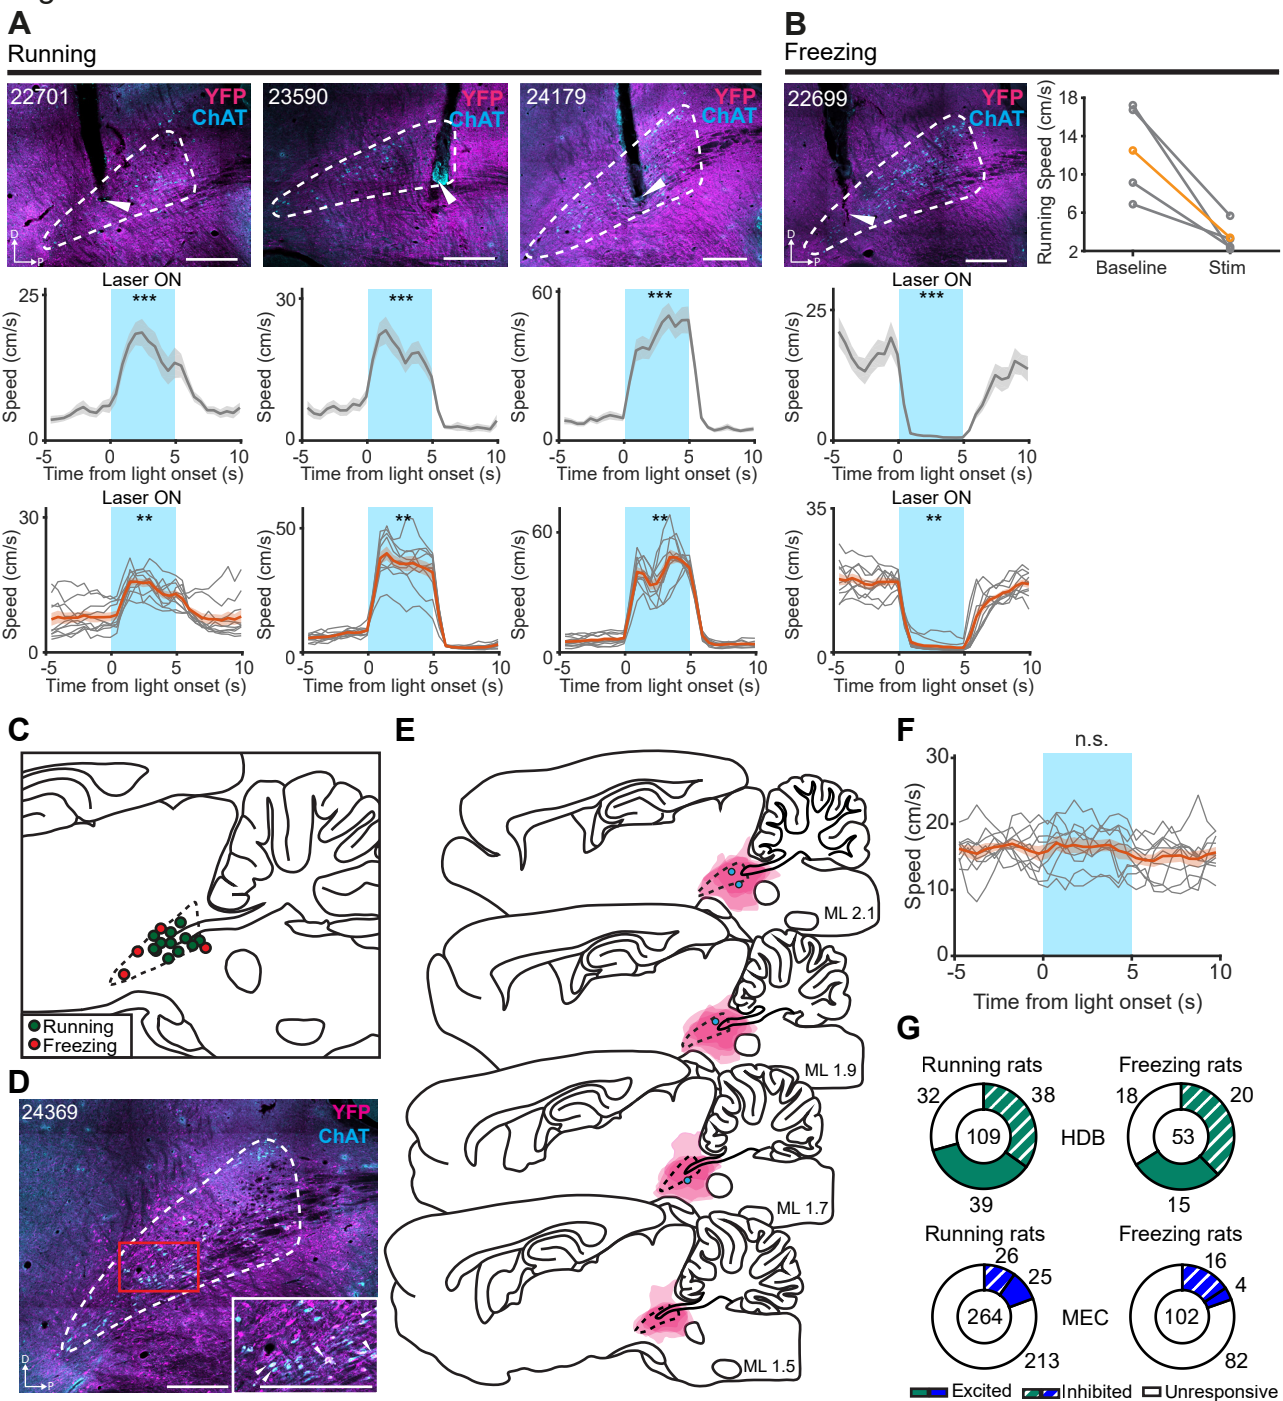 A
Running
B
Freezing
22701
YFP
ChAT
D
P
23590
YFP
ChAT
24179
YFP
ChAT
22699
YFP
ChAT
D
P
Running Speed (cm/s)
18
14
10
6
2
Baseline
Stim
Laser ON
***
Speed (cm/s)
25
0
-5 0 5 10
Time from light onset (s)
***
Speed (cm/s)
30
0
-5 0 5 10
Time from light onset (s)
***
Speed (cm/s)
60
0
-5 0 5 10
Time from light onset (s)
Laser ON
***
Speed (cm/s)
25
0
-5 0 5 10
Time from light onset (s)
Laser ON
**
Speed (cm/s)
30
0
-5 0 5 10
Time from light onset (s)
**
Speed (cm/s)
50
0
-5 0 5 10
Time from light onset (s)
**
Speed (cm/s)
60
0
-5 0 5 10
Time from light onset (s)
Laser ON
**
Speed (cm/s)
35
0
-5 0 5 10
Time from light onset (s)
C
Running
Freezing
D
24369
YFP
ChAT
D
P
E
ML 2.1
ML 1.9
ML 1.7
ML 1.5
F
n.s.
Speed (cm/s)
30
20
10
0
-5 0 5 10
Time from light onset (s)
G
Running rats
32
38
109
39
HDB
Freezing rats
18
20
53
15
Running rats
26
25
264
213
MEC
Freezing rats
16
4
102
82
Excited
Inhibited
Unresponsive